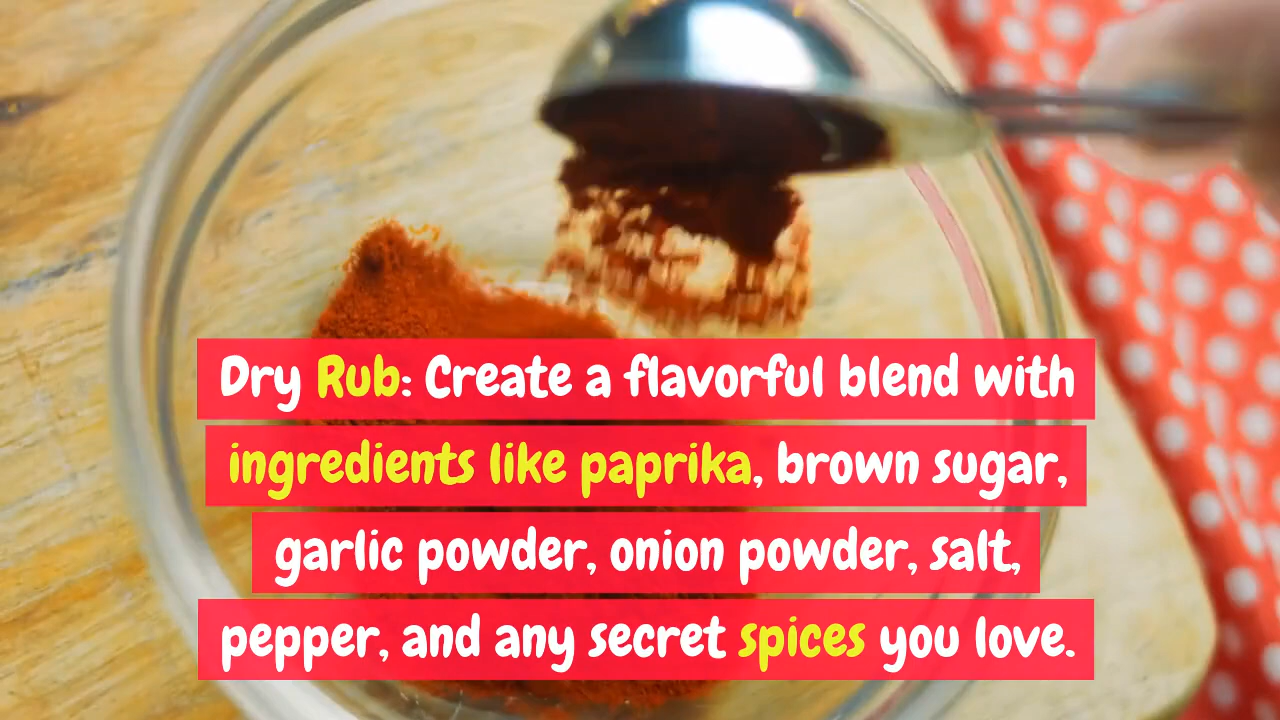 Dry Rub: Create a flavorful blend with
ingredients like paprika, brown sugar,
garlic powder, onion powder, salt,
pepper, and any secret spices you love.